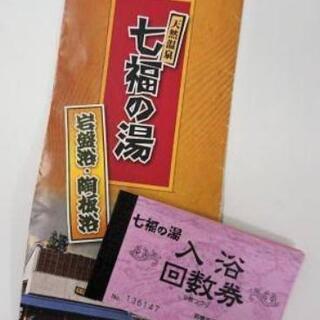 天然温泉
七福の湯
岩盤浴・陶板浴
七福の湯
入浴
回数券
No. 136147